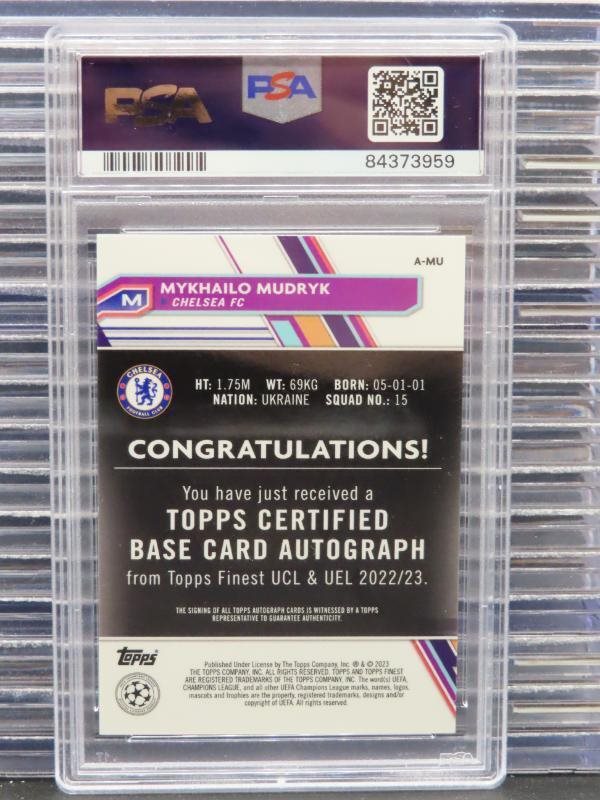 PSA
PSA
84373959
A-MU
M
MYKHAILO MUDRYK
CHELSEA FC
CHELSEA
FOOTBALL CLUB
HT: 1.75M WT: 69KG BORN: 05-01-01
NATION: UKRAINE SQUAD NO.: 15
CONGRATULATIONS!
You have just received a
TOPPS CERTIFIED
BASE CARD AUTOGRAPH
from Topps Finest UCL & UEL 2022/23.
THE SIGNING OF ALL TOPPS AUTOGRAPH CARDS IS WITNESSED BY A TOPPS
REPRESENTATIVE TO GUARANTEE AUTHENTICITY.
topps
Published Under License by The Topps Company, Inc. ® & © 2023
THE TOPPS COMPANY, INC. ALL RIGHTS RESERVED. TOPPS AND TOPPS FINEST
ARE REGISTERED TRADEMARKS OF THE TOPPS COMPANY, INC. The word(s) UEFA,
CHAMPIONS LEAGUE, and all other UEFA Champions League marks, names, logos,
mascots and trophies are the property, registered trademarks, designs and/or
copyright of UEFA. All rights reserved.
PSA